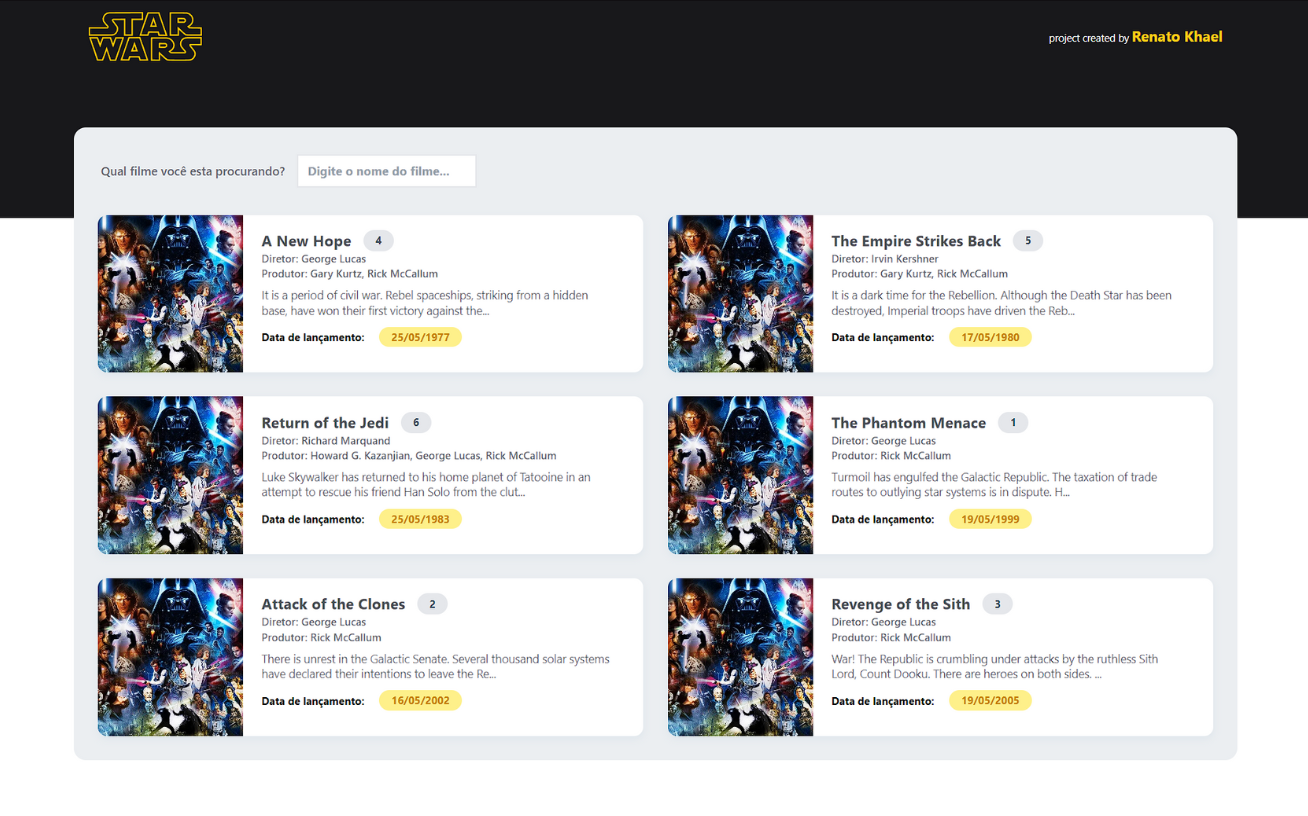 STAR
WARS
project created by Renato Khael
Qual filme você esta procurando? Digite o nome do filme...
A New Hope 4
Diretor: George Lucas
Produtor: Gary Kurtz, Rick McCallum
It is a period of civil war. Rebel spaceships, striking from a hidden
base, have won their first victory against the...
Data de lançamento: 25/05/1977
The Empire Strikes Back 5
Diretor: Irvin Kershner
Produtor: Gary Kurtz, Rick McCallum
It is a dark time for the Rebellion. Although the Death Star has been
destroyed, Imperial troops have driven the Reb...
Data de lançamento: 17/05/1980
Return of the Jedi 6
Diretor: Richard Marquand
Produtor: Howard G. Kazanjian, George Lucas, Rick McCallum
Luke Skywalker has returned to his home planet of Tatooine in an
attempt to rescue his friend Han Solo from the clut...
Data de lançamento: 25/05/1983
The Phantom Menace 1
Diretor: George Lucas
Produtor: Rick McCallum
Turmoil has engulfed the Galactic Republic. The taxation of trade
routes to outlying star systems is in dispute. H...
Data de lançamento: 19/05/1999
Attack of the Clones 2
Diretor: George Lucas
Produtor: Rick McCallum
There is unrest in the Galactic Senate. Several thousand solar systems
have declared their intentions to leave the Re...
Data de lançamento: 16/05/2002
Revenge of the Sith 3
Diretor: George Lucas
Produtor: Rick McCallum
War! The Republic is crumbling under attacks by the ruthless Sith
Lord, Count Dooku. There are heroes on both sides. ...
Data de lançamento: 19/05/2005